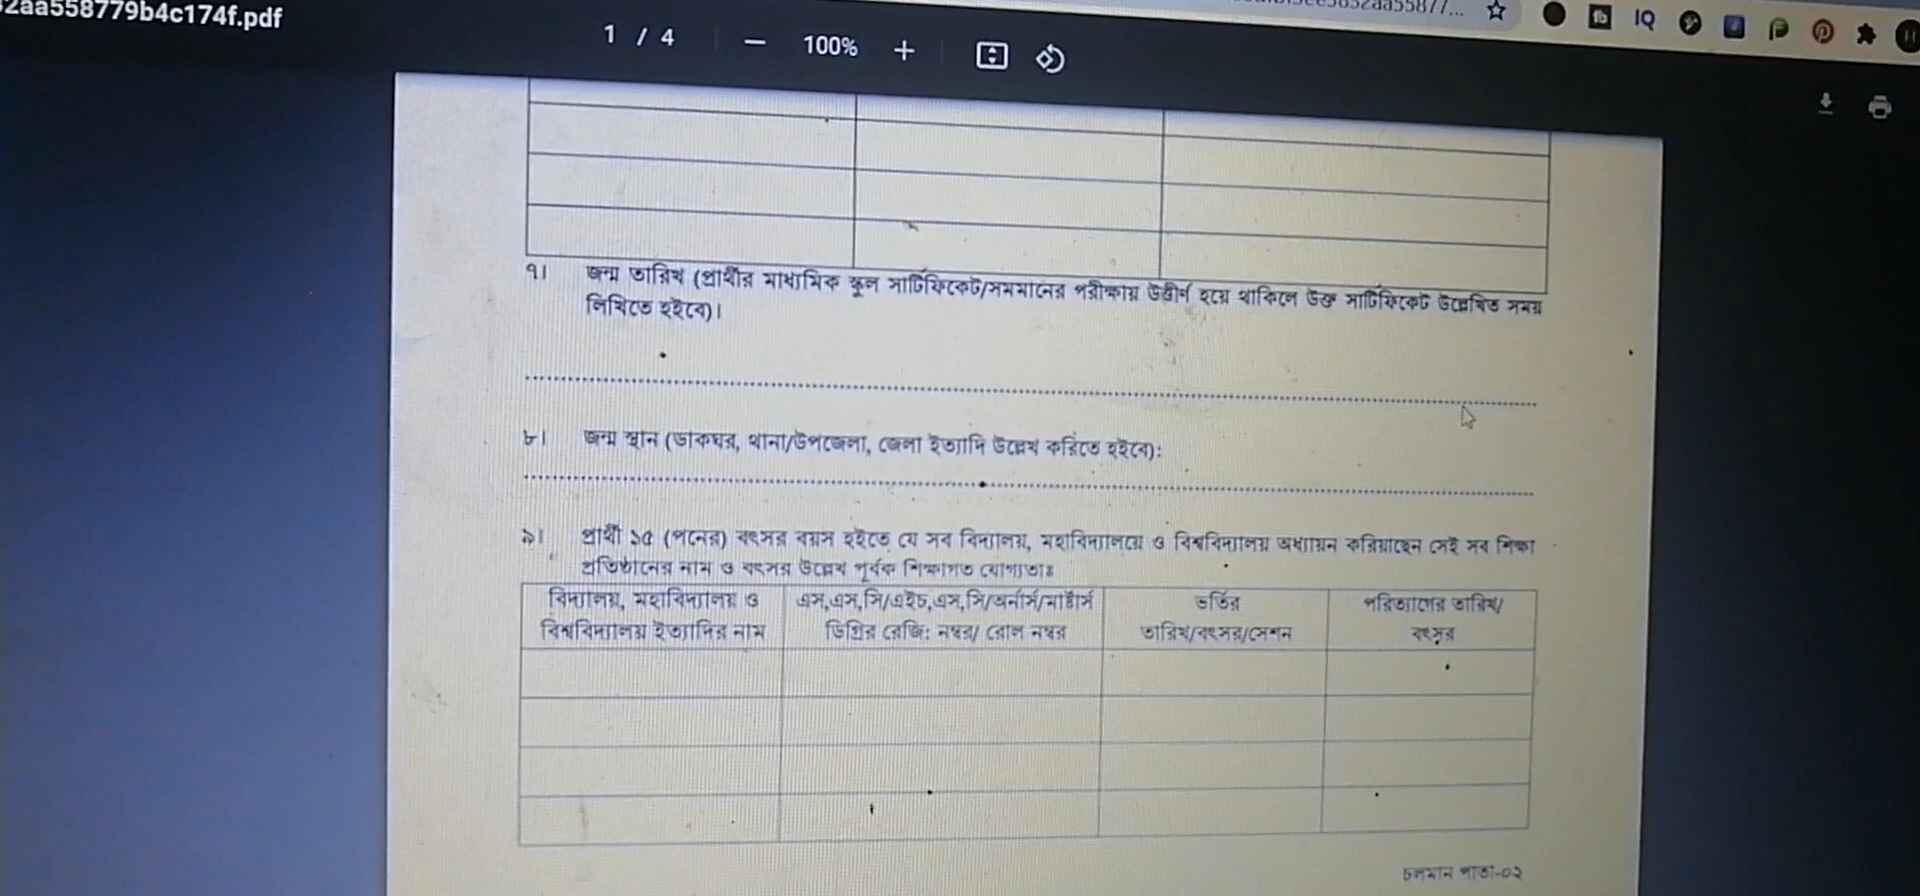 2aa558779b4c174f.pdf
1 / 4
100%
IQ
৭। জন্ম তারিখ (প্রার্থীর মাধ্যমিক স্কুল সার্টিফিকেট/সমমানের পরীক্ষায় উত্তীর্ণ হয়ে থাকিলে উক্ত সার্টিফিকেট উল্লেখিত সময়
লিখিতে হইবে)।
৮। জন্ম স্থান (ডাকঘর, থানা/উপজেলা, জেলা ইত্যাদি উল্লেখ করিতে হইবে):
৯। প্রার্থী ১৫ (পনের) বৎসর বয়স হইতে যে সব বিদ্যালয়, মহাবিদ্যালয়ে ও বিশ্ববিদ্যালয় অধ্যায়ন করিয়াছেন সেই সব শিক্ষা
প্রতিষ্ঠানের নাম ও বৎসর উল্লেখ পূর্বক শিক্ষাগত যোগ্যতাঃ
বিদ্যালয়, মহাবিদ্যালয় ও
বিশ্ববিদ্যালয় ইত্যাদির নাম
এস,এস,সি/এইচ,এস,সি/অনার্স/মাষ্টার্স
ডিগ্রির রেজি: নম্বর/ রোল নম্বর
ভর্তির
তারিখ/বৎসর/সেশন
পরিত্যাগের তারিখ/
বৎসর
চলমান পাতা-০২